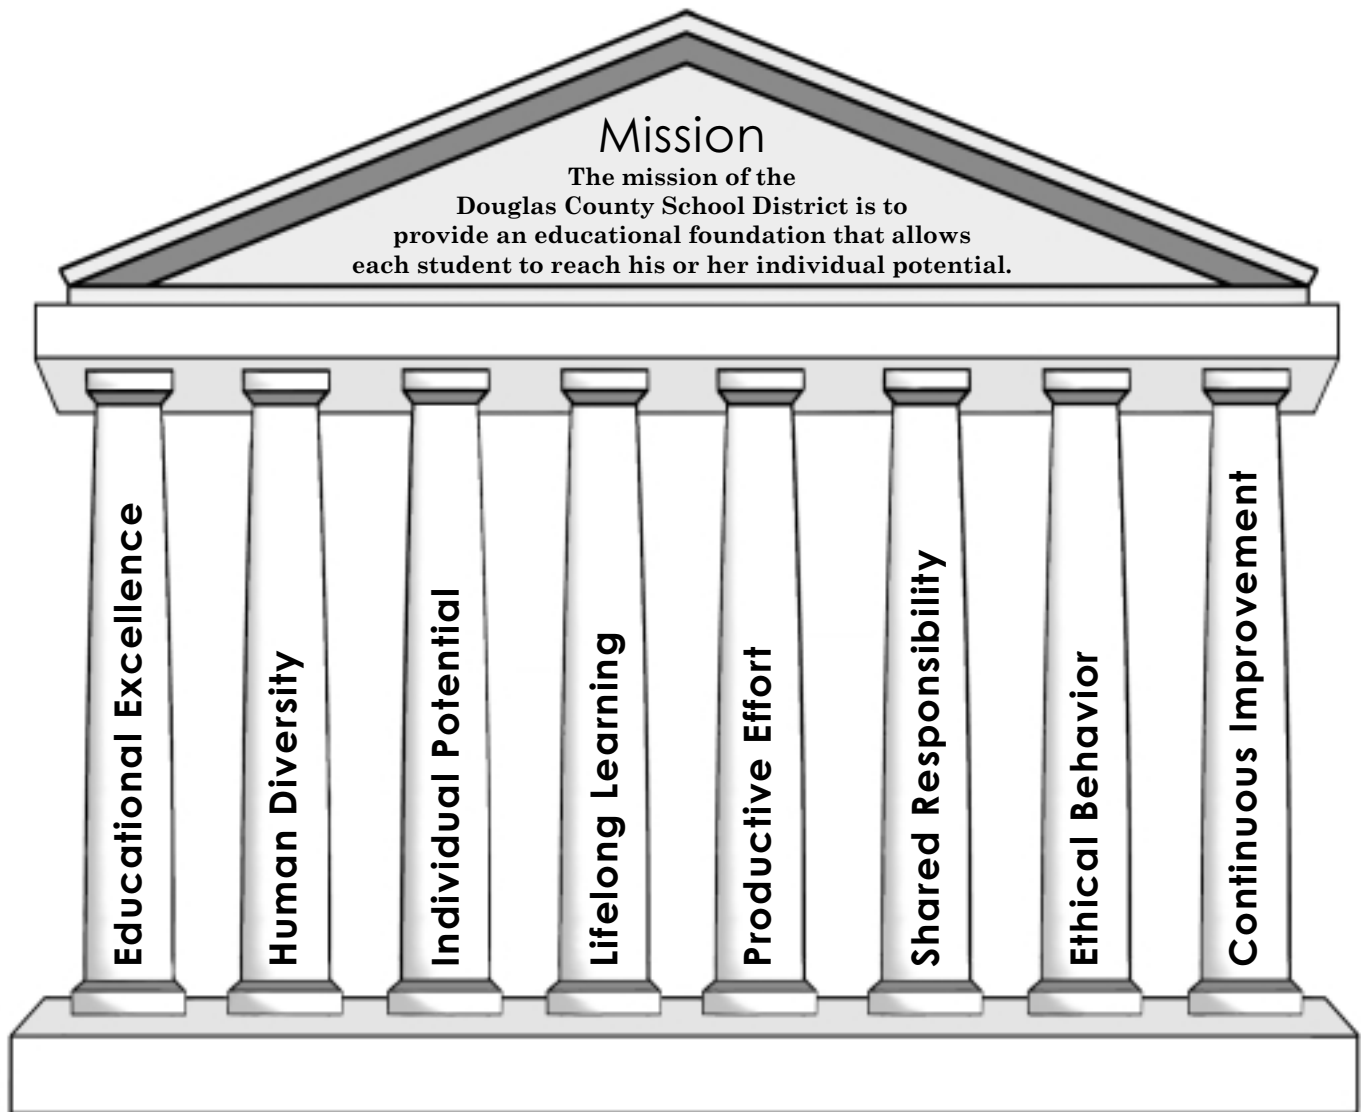 Mission
The mission of the
Douglas County School District is to
provide an educational foundation that allows
each student to reach his or her individual potential.
Educational Excellence
Human Diversity
Individual Potential
Lifelong Learning
Productive Effort
Shared Responsibility
Ethical Behavior
Continuous Improvement